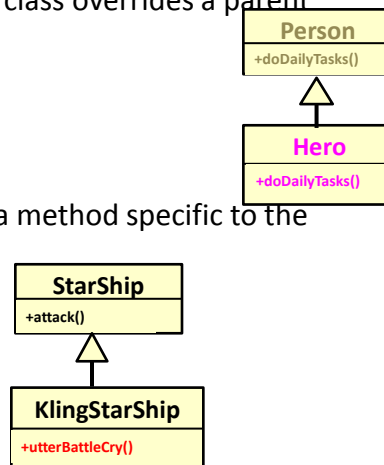 class overrides a parent
Person
+doDailyTasks()
Hero
+doDailyTasks()
a method specific to the
StarShip
+attack()
KlingStarShip
+utterBattleCry()